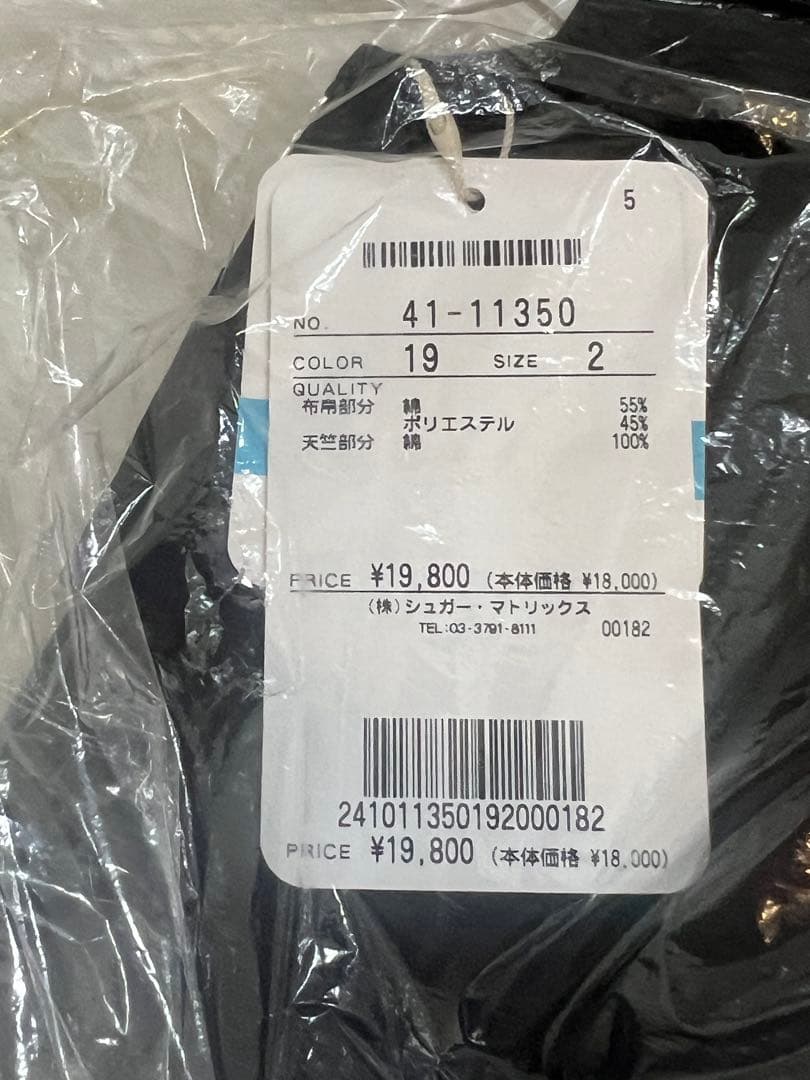 5
NO. 41-11350
COLOR 19 SIZE 2
QUALITY
布帛部分 綿 55%
ポリエステル 45%
天竺部分 綿 100%
PRICE ¥19,800 (本体価格 ¥18,000)
(株)シュガー・マトリックス
TEL:03-3791-8111 00182
241011350192000182
PRICE ¥19,800 (本体価格 ¥18,000)